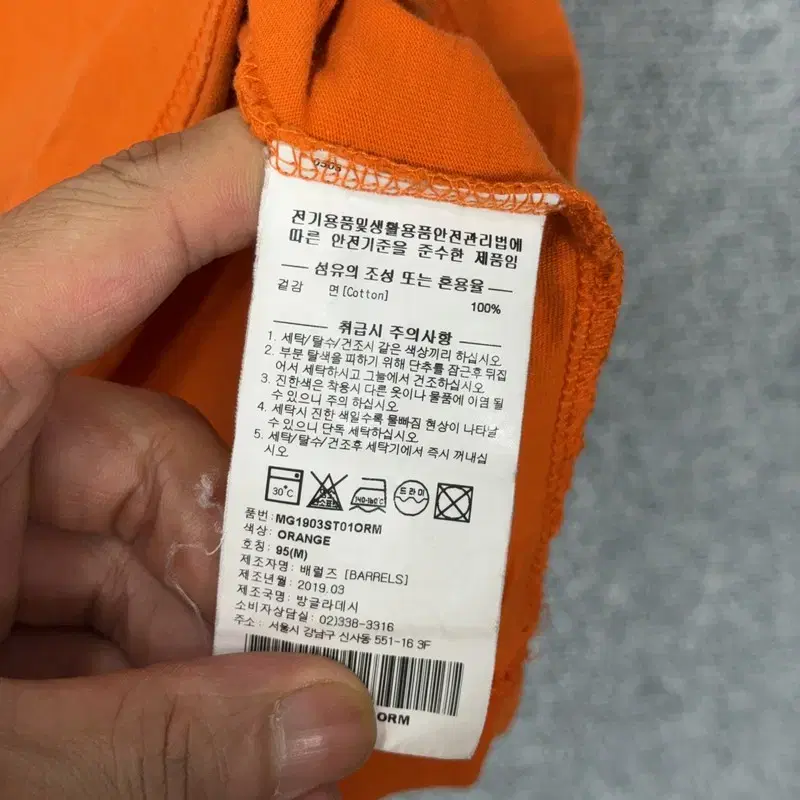 0505
전기용품및생활용품안전관리법에
따른 안전기준을 준수한 제품임
섬유의 조성 또는 혼용율
겉감 면[Cotton] 100%
취급시 주의사항
1. 세탁/탈수/건조시 같은 색상끼리 하십시오.
2. 부분 탈색을 피하기 위해 단추를 잠근후 뒤집
어서 세탁하시고 그늘에서 건조하십시오.
3. 진한색은 착용시 다른 옷이나 물품에 이염 될
수 있으니 주의 하십시오.
4. 세탁시 진한 색일수록 물빠짐 현상이 나타날
수 있으니 단독 세탁하십시오.
5. 세탁/탈수/건조후 세탁기에서 즉시 꺼내십
시오.
30°C 140-160°C 드라이
품번: MG1903ST01ORM
색상: ORANGE
호칭: 95(M)
제조자명: 배럴즈 [BARRELS]
제조년월: 2019.03
제조국명: 방글라데시
소비자상담실: 02)338-3316
주소: 서울시 강남구 신사동 551-16 3F
ORM